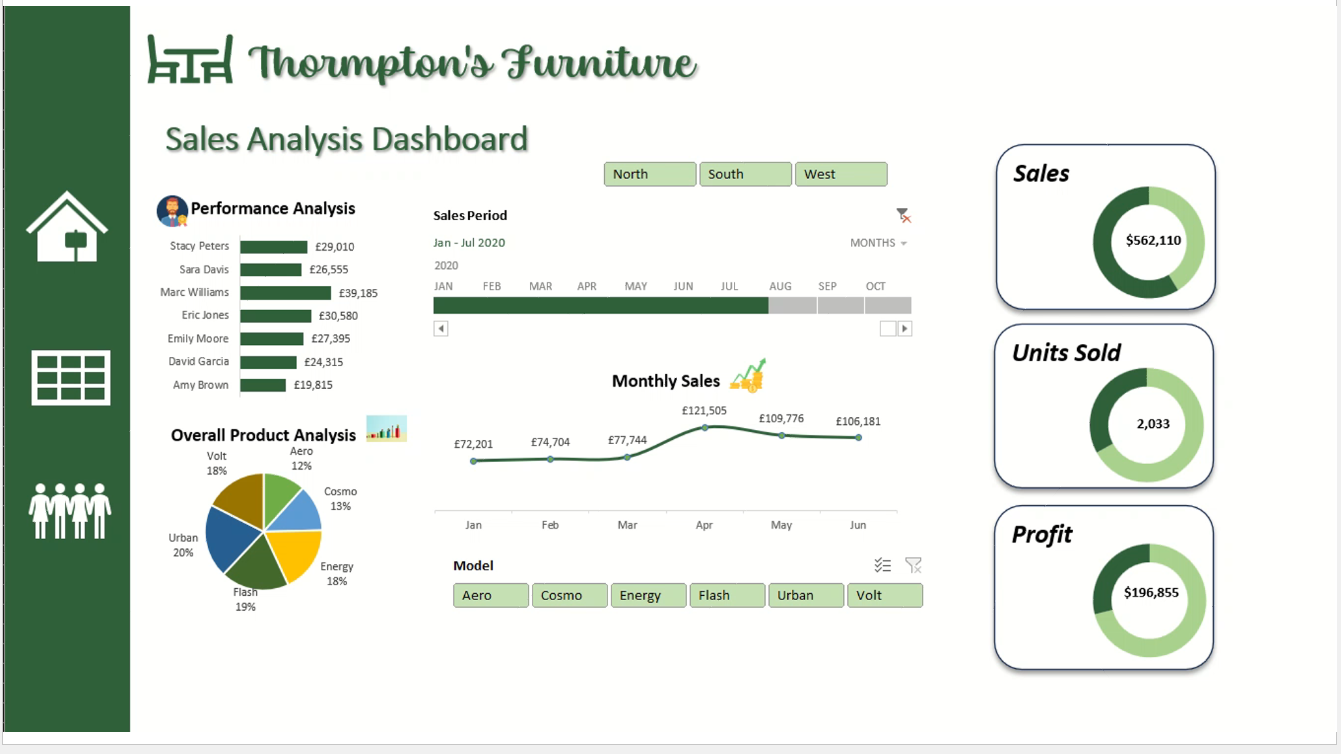 Thormpton's Furniture
Sales Analysis Dashboard
North South West
Performance Analysis
Stacy Peters £29,010
Sara Davis £26,555
Marc Williams £39,185
Eric Jones £30,580
Emily Moore £27,395
David Garcia £24,315
Amy Brown £19,815
Sales Period
Jan - Jul 2020 MONTHS
2020
JAN FEB MAR APR MAY JUN JUL AUG SEP OCT
Monthly Sales
£72,201 £74,704 £77,744 £121,505 £109,776 £106,181
Jan Feb Mar Apr May Jun
Overall Product Analysis
Volt
18%
Aero
12%
Cosmo
13%
Urban
20%
Energy
18%
Flash
19%
Model
Aero Cosmo Energy Flash Urban Volt
Sales
$562,110
Units Sold
2,033
Profit
$196,855